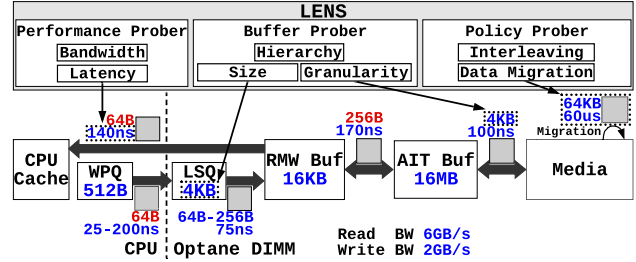 LENS
Performance Prober
Bandwidth
Latency
Buffer Prober
Hierarchy
Size
Granularity
Policy Prober
Interleaving
Data Migration
64B
140ns
256B
170ns
4KB
100ns
64KB
60us
Migration
CPU
Cache
WPQ
512B
LSQ
4KB
RMW Buf
16KB
AIT Buf
16MB
Media
64B
25-200ns
64B-256B
75ns
CPU
Optane DIMM
Read BW 6GB/s
Write BW 2GB/s